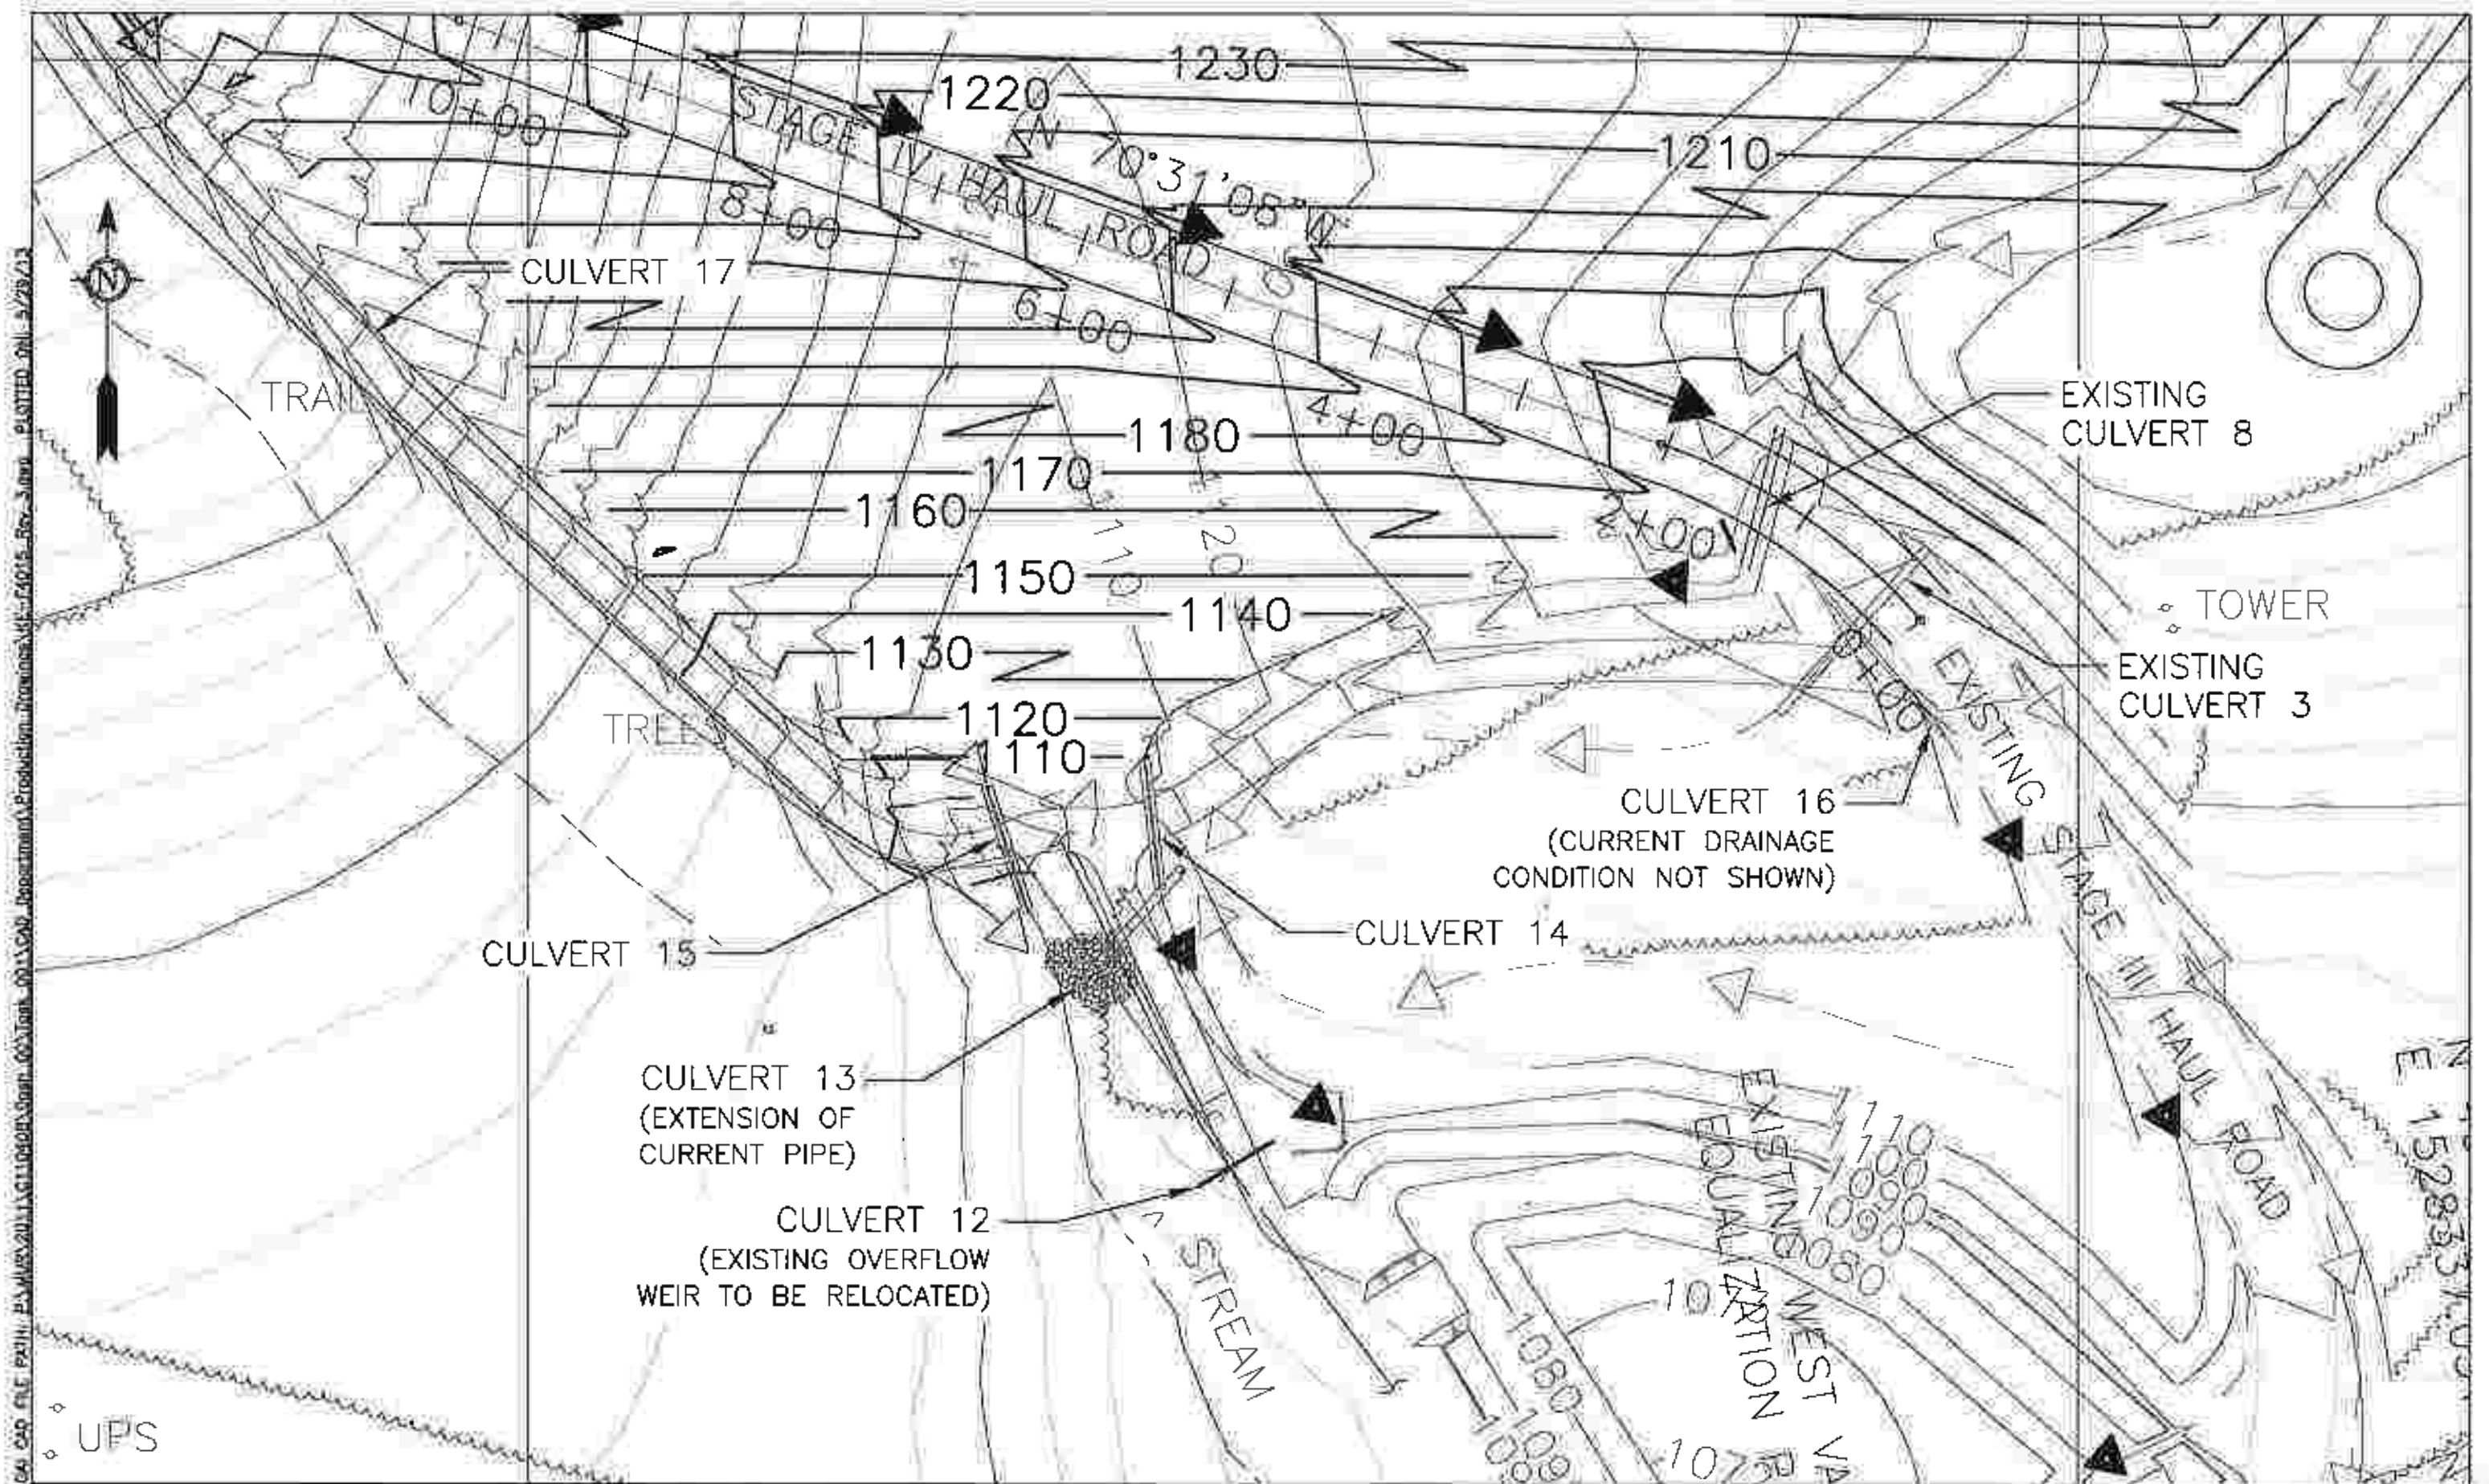 1230
1220
1210
10+00
STAGE IV HAUL ROAD
N 70°31'08" W
8+00
N
CULVERT 17
6+00
TRAIL
EXISTING
CULVERT 8
4+00
1180
1170
1160
2+00
1150
1140
TOWER
1130
EXISTING
CULVERT 3
0+00
TREES
1120
110
CULVERT 16
(CURRENT DRAINAGE
CONDITION NOT SHOWN)
EXISTING STAGE III HAUL ROAD
CULVERT 14
CULVERT 15
CULVERT 13
(EXTENSION OF
CURRENT PIPE)
CULVERT 12
(EXISTING OVERFLOW
WEIR TO BE RELOCATED)
STREAM
EXISTING WEST
EQUALIZATION
1080
1080
UPS